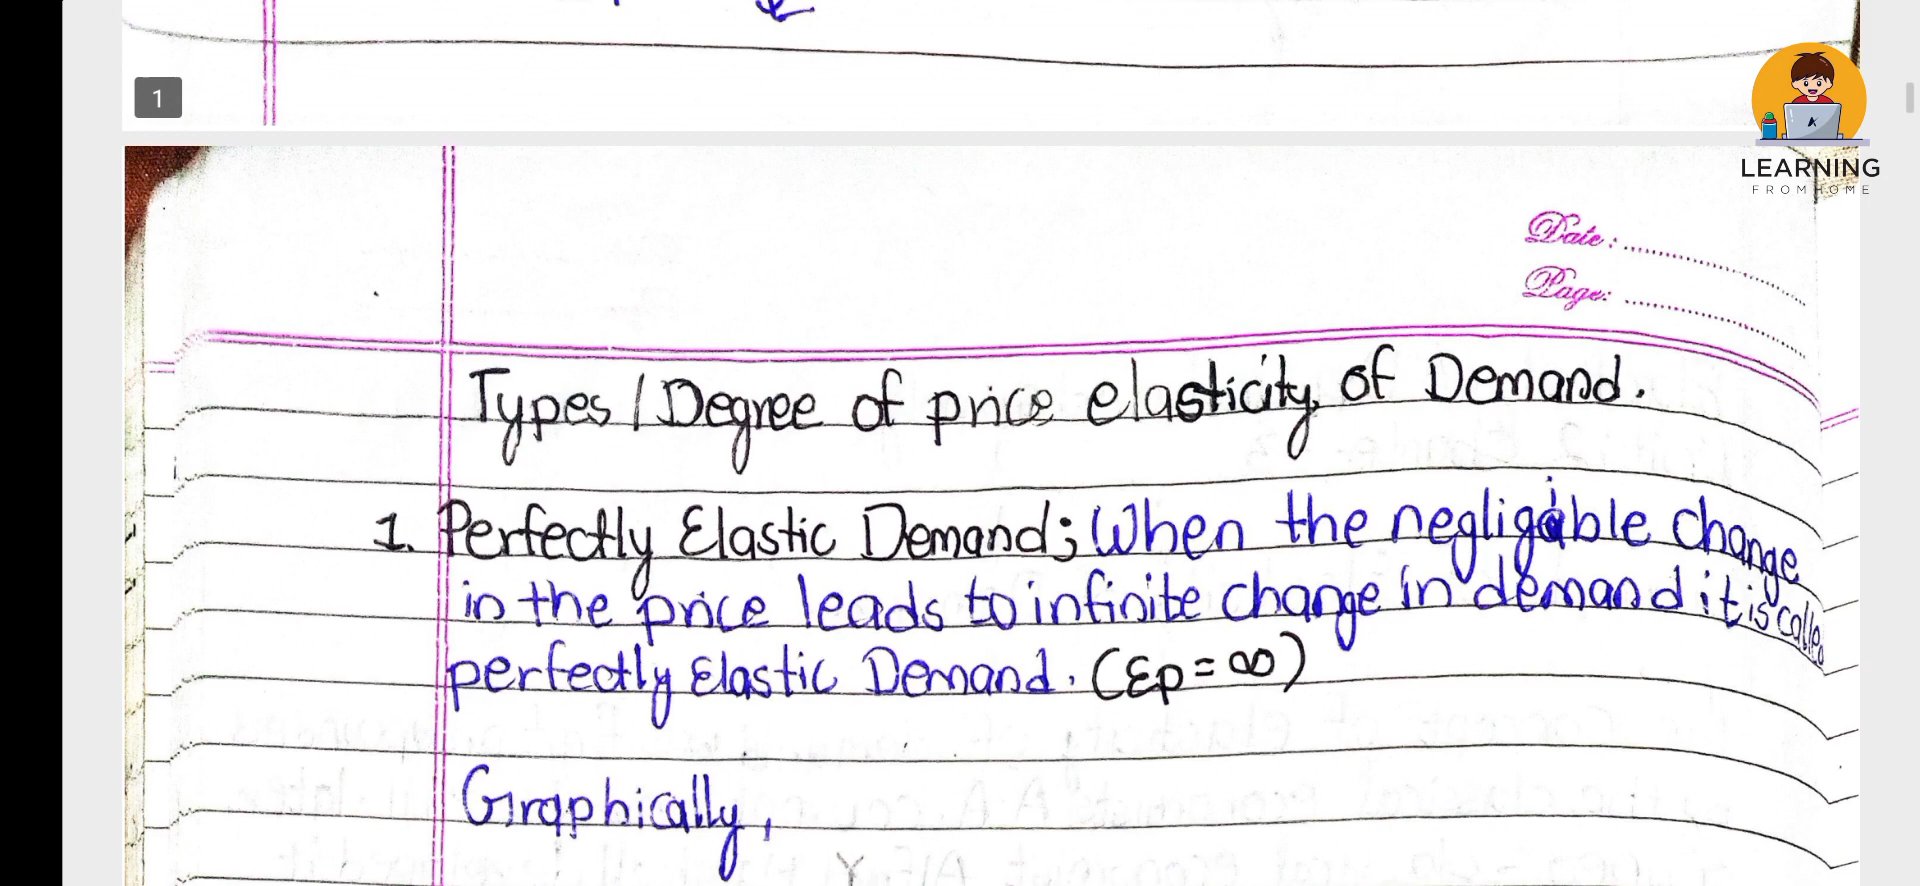 1
LEARNING
FROM HOME
Date:
Page:
Types / Degree of price elasticity of Demand.
1. Perfectly Elastic Demand; When the negligible change
in the price leads to infinite change in demand it is called
perfectly Elastic Demand. (Ep = ∞)
Graphically,